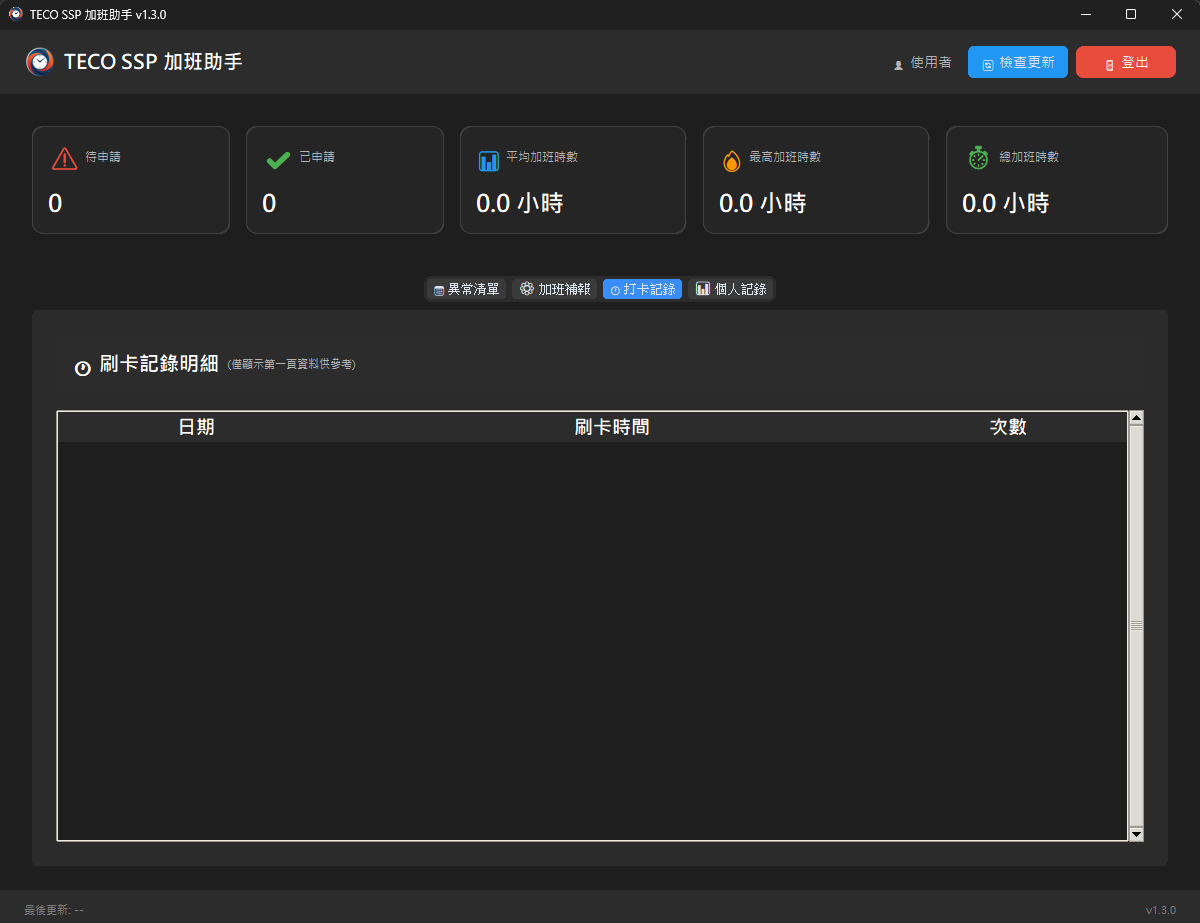 TECO SSP 加班助手 v1.3.0
TECO SSP 加班助手
使用者
檢查更新
登出
待申請
0
已申請
0
平均加班時數
0.0 小時
最高加班時數
0.0 小時
總加班時數
0.0 小時
異常清單
加班補報
打卡記錄
個人記錄
刷卡記錄明細 (僅顯示第一頁資料供參考)
日期 刷卡時間 次數
最後更新: --
v1.3.0